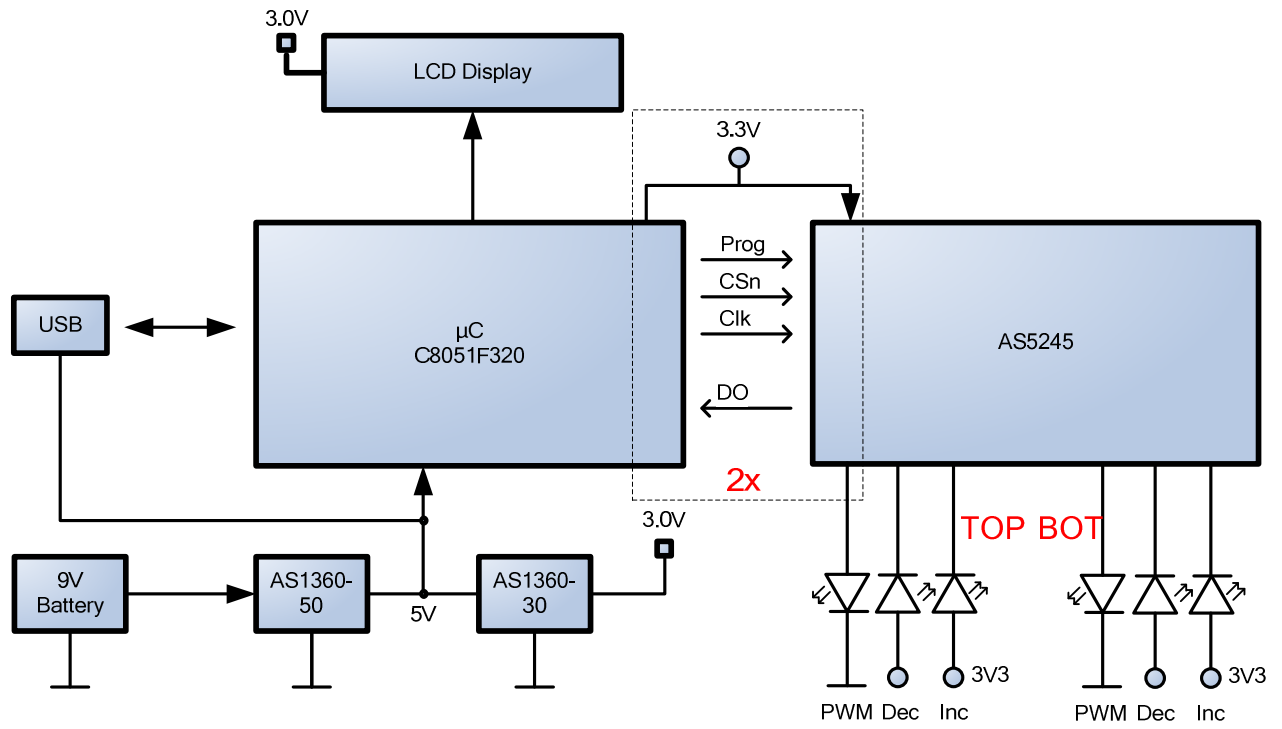 3.0V
LCD Display
3.3V
Prog
CSn
Clk
DO
2x
USB
µC
C8051F320
AS5245
9V
Battery
AS1360-
50
5V
AS1360-
30
3.0V
TOP BOT
3V3
3V3
PWM Dec Inc
PWM Dec Inc